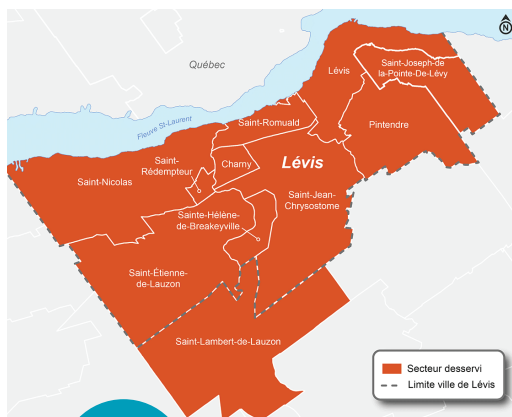 N
Québec
Lévis
Saint-Joseph-de
la-Pointe-De-Lévy
Fleuve St-Laurent
Saint-Romuald
Pintendre
Saint-
Rédempteur
Charny
Lévis
Saint-Nicolas
Saint-Jean-
Chrysostome
Sainte-Hélène-
de-Breakeyville
Saint-Étienne-
de-Lauzon
Saint-Lambert-de-Lauzon
Secteur desservi
Limite ville de Lévis